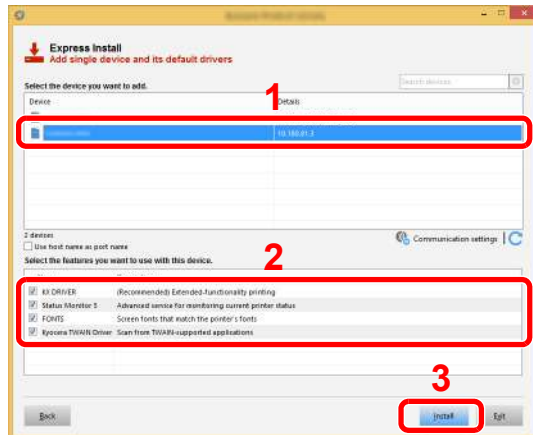 Express Install
Add single device and its default drivers
Select the device you want to add.
Search devices
1
Device Details
10.180.81.3
2 devices
Use host name as port name
Communication settings
Select the features you want to use with this device.
2
KX DRIVER (Recommended) Extended-functionality printing
Status Monitor 5 Advanced service for monitoring current printer status
FONTS Screen fonts that match the printer's fonts
Kyocera TWAIN Driver Scan from TWAIN-supported applications
3
Back Install Exit